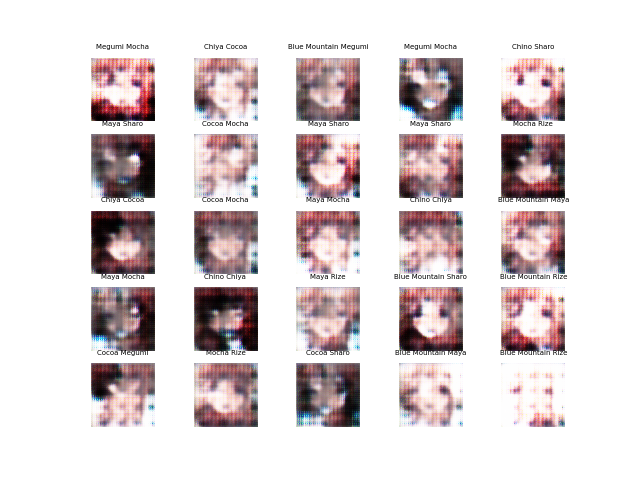 Megumi Mocha
Chiya Cocoa
Blue Mountain Megumi
Megumi Mocha
Chino Sharo
Maya Sharo
Cocoa Mocha
Maya Sharo
Maya Sharo
Mocha Rize
Chiya Cocoa
Cocoa Mocha
Maya Mocha
Chino Chiya
Blue Mountain Maya
Maya Mocha
Chino Chiya
Maya Rize
Blue Mountain Sharo
Blue Mountain Rize
Cocoa Megumi
Mocha Rize
Cocoa Sharo
Blue Mountain Maya
Blue Mountain Rize